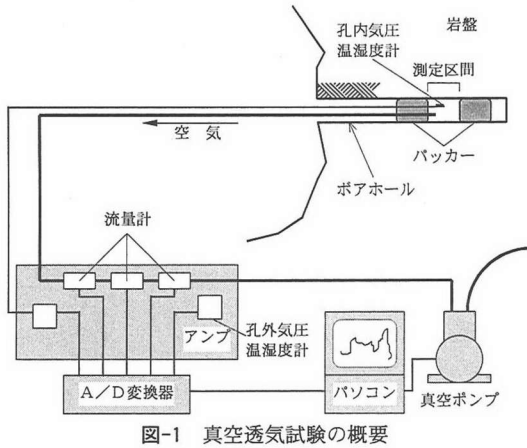 孔内気圧
温湿度計
岩盤
測定区間
空気
パッカー
ボアホール
流量計
アンプ
孔外気圧
温湿度計
A/D変換器
パソコン
真空ポンプ
図-1 真空透気試験の概要